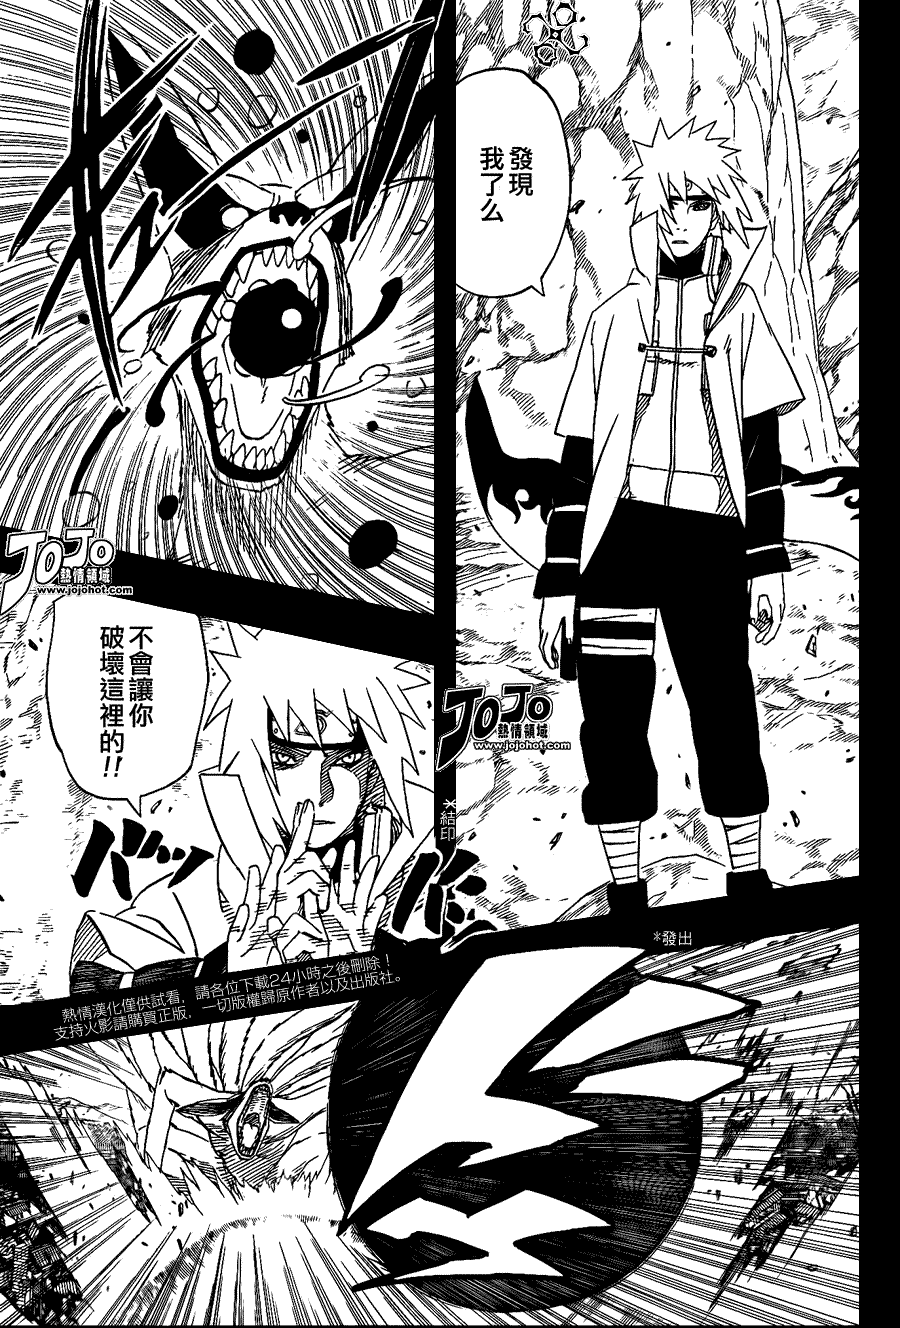 發現
我了么
JOJO
熱情領域
www.jojohot.com
*結印
JOJO
熱情領域
www.jojohot.com
不會讓你
破壞這裡
的!!
バッ
*發出
熱情漢化僅供試看，請各位下載24小時之後刪除！
支持火影請購買正版，一切版權歸原作者以及出版社。